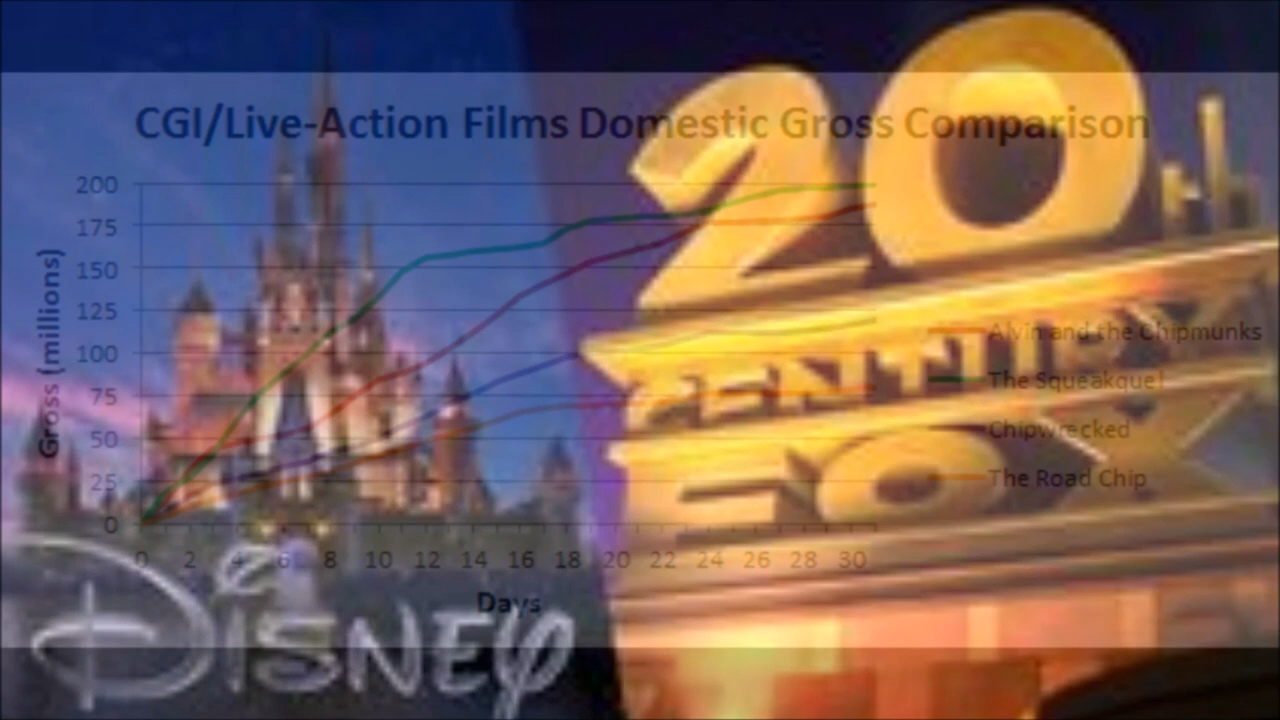 CGI/Live-Action Films Domestic Gross Comparison
Gross (millions)
200
175
150
125
100
75
50
25
0
0 2 4 6 8 10 12 14 16 18 20 22 24 26 28 30
Days
Alvin and the Chipmunks
The Squeakquel
Chipwrecked
The Road Chip
20
CENTURY
FOX
DISNEY